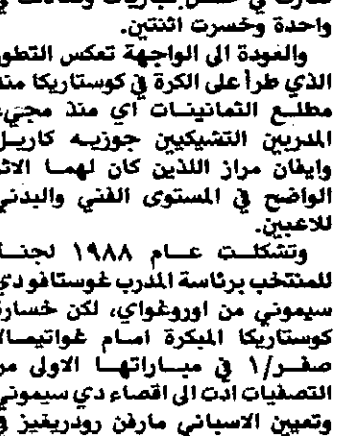 واحدة وخسرت اثنتين.
والعودة الى الواجهة تعكس التطور
الذي طرأ على الكرة في كوستاريكا منذ
مطلع الثمانينات اي منذ مجيء
المدربين التشيكيين جوزيه كاريل
وايفان مراز اللذين كان لهما الاثر
الواضح في المستوى الفني والبدني
للاعبين.
وتشكلت عام ١٩٨٨ لجنة
للمنتخب برئاسة المدرب غوستافو دي
سيموني من اوروغواي، لكن خسارة
كوستاريكا المبكرة امام غواتيمالا
صفر/١ في مباراتها الاولى من
التصفيات ادت الى اقصاء دي سيموني
وتعيين الاسباني مارفن رودريغيز في